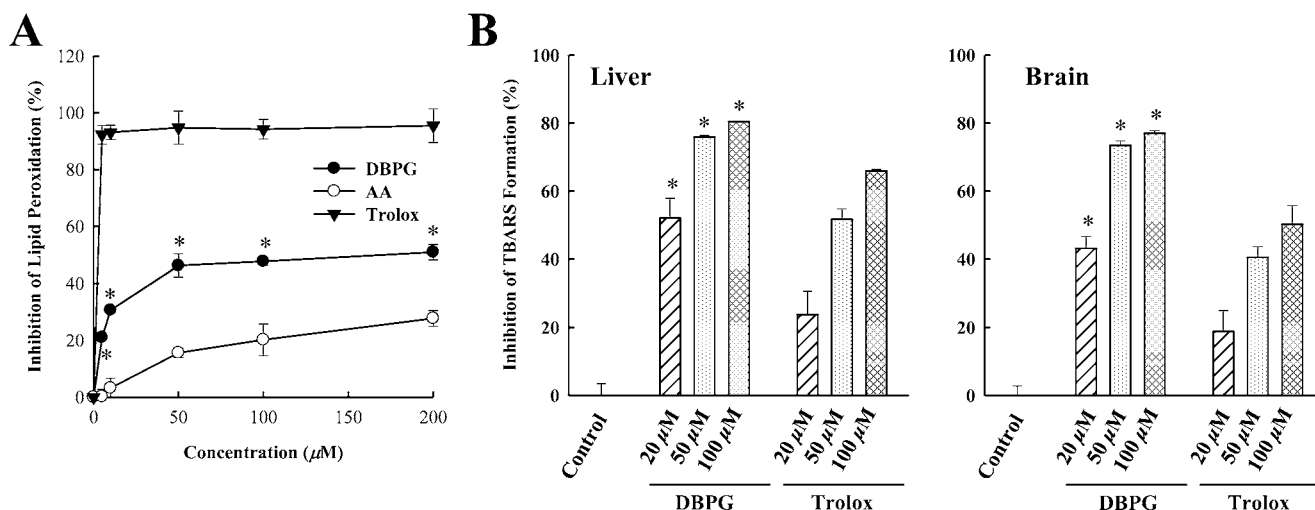 A
Inhibition of Lipid Peroxidation (%)
120
100
80
60
40
20
0
DBPG
AA
Trolox
*
*
*
*
*
0 50 100 150 200
Concentration (μM)
B
Inhibition of TBARS Formation (%)
100
80
60
40
20
0
Liver
*
*
*
Control
20 μM
50 μM
100 μM
20 μM
50 μM
100 μM
DBPG
Trolox
100
80
60
40
20
0
Brain
*
*
*
Control
20 μM
50 μM
100 μM
20 μM
50 μM
100 μM
DBPG
Trolox